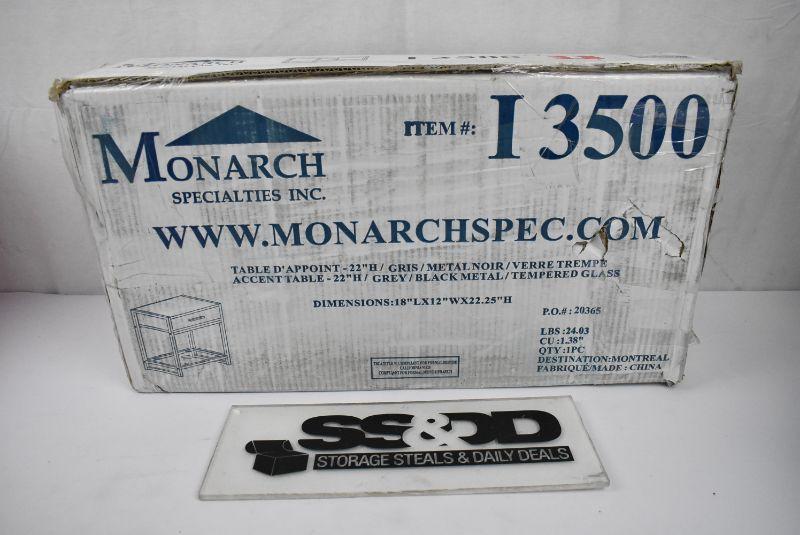 MONARCH
SPECIALTIES INC.
ITEM #: I 3500
WWW.MONARCHSPEC.COM
TABLE D'APPOINT - 22"H / GRIS / METAL NOIR / VERRE TREMPE
ACCENT TABLE - 22"H / GREY / BLACK METAL / TEMPERED GLASS
DIMENSIONS:18"LX12"WX22.25"H
P.O.# : 20365
LBS :24.03
CU :1.38"
QTY :1PC
DESTINATION:MONTREAL
FABRIQUÉ/MADE : CHINA
SS&DD
STORAGE STEALS & DAILY DEALS